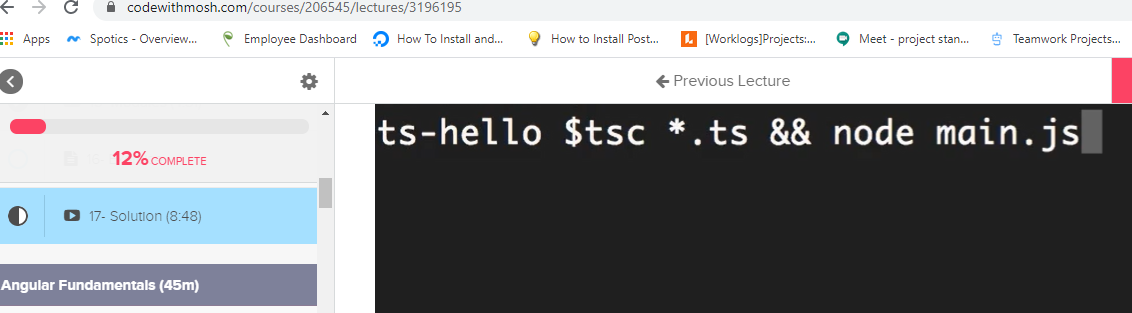 codewithmosh.com/courses/206545/lectures/3196195
Apps Spotics - Overview... Employee Dashboard How To Install and... How to Install Post... [Worklogs]Projects:... Meet - project stan... Teamwork Projects...
Previous Lecture
12% COMPLETE
17- Solution (8:48)
Angular Fundamentals (45m)
ts-hello $tsc *.ts && node main.js